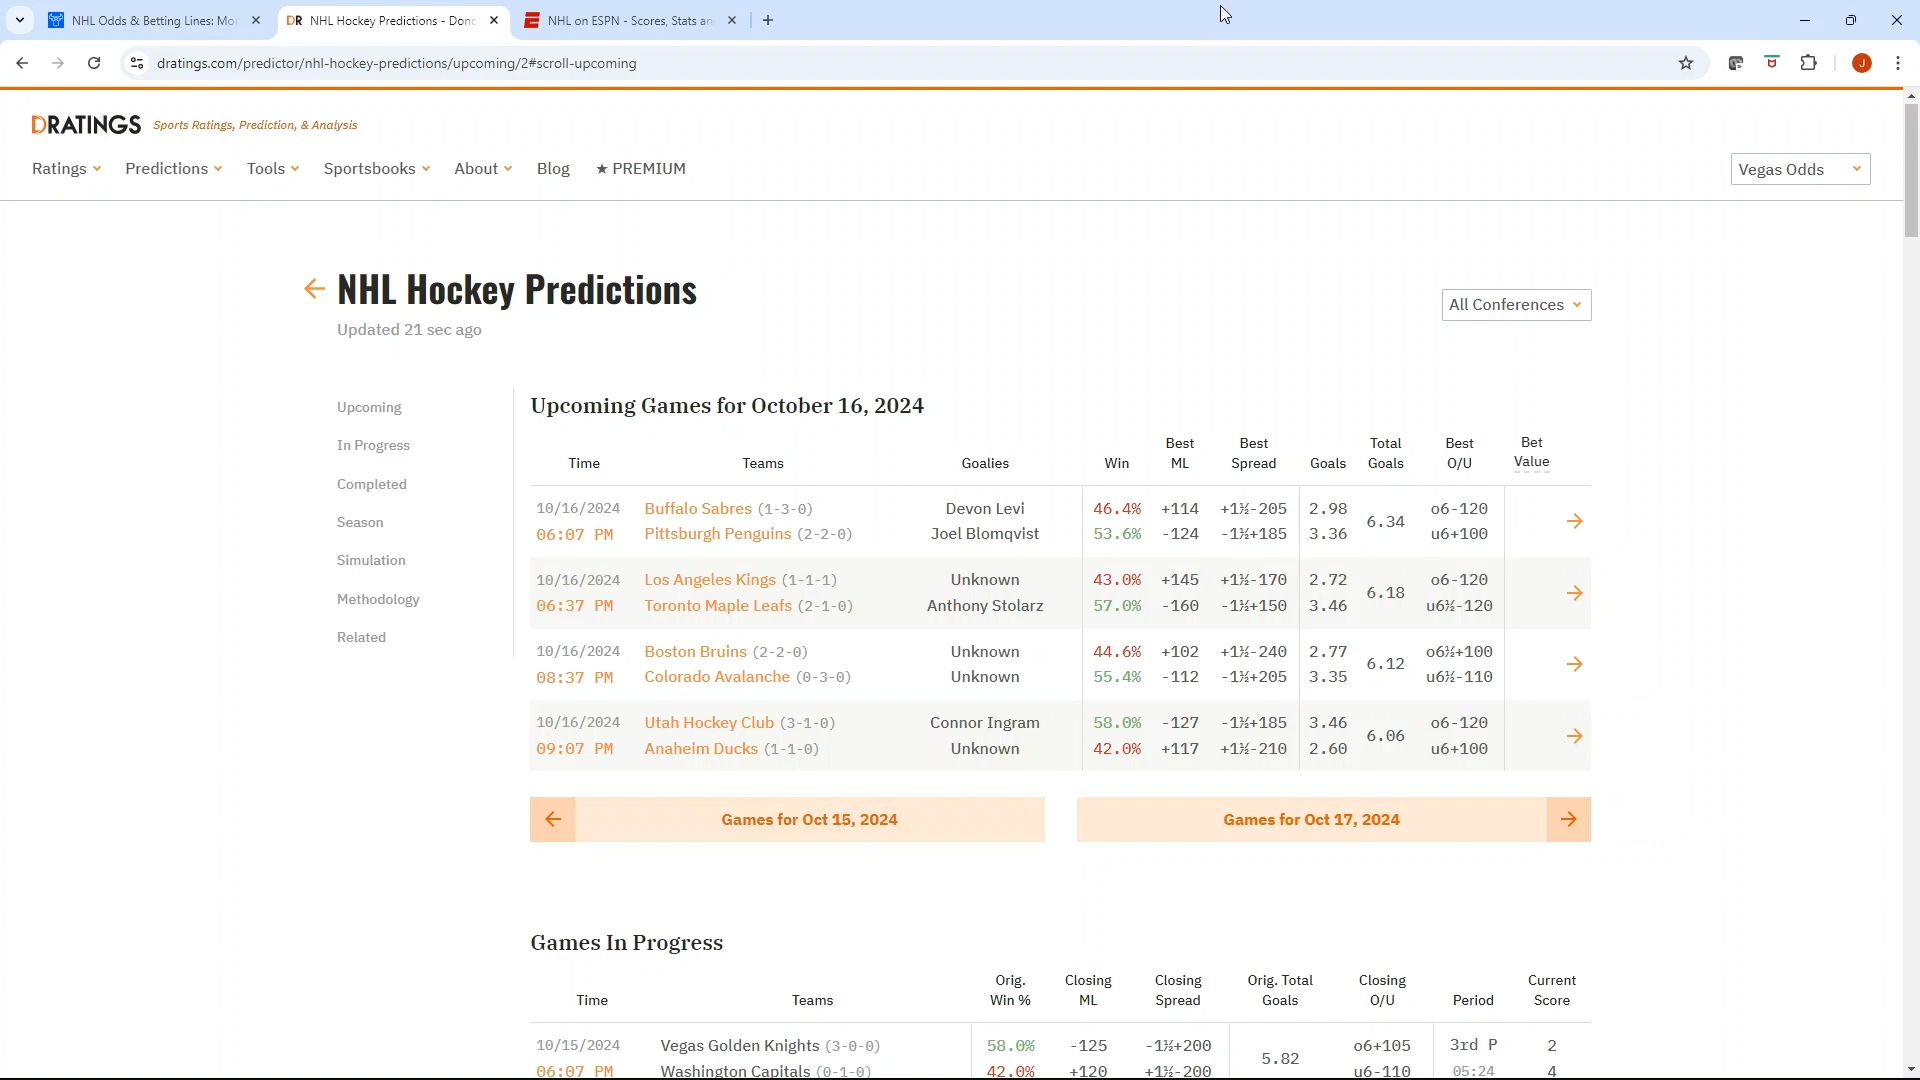 NHL Odds & Betting Lines: Mo
NHL Hockey Predictions - Donc
NHL on ESPN - Scores, Stats an
dratings.com/predictor/nhl-hockey-predictions/upcoming/2#scroll-upcoming
J
DRATINGS Sports Ratings, Prediction, & Analysis
Ratings Predictions Tools Sportsbooks About Blog ★ PREMIUM
Vegas Odds
NHL Hockey Predictions
Updated 21 sec ago
All Conferences
Upcoming
In Progress
Completed
Season
Simulation
Methodology
Related
Upcoming Games for October 16, 2024
Time Teams Goalies Win Best ML Best Spread Goals Total Goals Best O/U Bet Value
10/16/2024 Buffalo Sabres (1-3-0) Devon Levi 46.4% +114 +1½-205 2.98 6.34 o6-120
06:07 PM Pittsburgh Penguins (2-2-0) Joel Blomqvist 53.6% -124 -1½+185 3.36 u6+100
10/16/2024 Los Angeles Kings (1-1-1) Unknown 43.0% +145 +1½-170 2.72 6.18 o6-120
06:37 PM Toronto Maple Leafs (2-1-0) Anthony Stolarz 57.0% -160 -1½+150 3.46 u6½-120
10/16/2024 Boston Bruins (2-2-0) Unknown 44.6% +102 +1½-240 2.77 6.12 o6½+100
08:37 PM Colorado Avalanche (0-3-0) Unknown 55.4% -112 -1½+205 3.35 u6½-110
10/16/2024 Utah Hockey Club (3-1-0) Connor Ingram 58.0% -127 -1½+185 3.46 6.06 o6-120
09:07 PM Anaheim Ducks (1-1-0) Unknown 42.0% +117 +1½-210 2.60 u6+100
Games for Oct 15, 2024
Games for Oct 17, 2024
Games In Progress
Time Teams Orig. Win % Closing ML Closing Spread Orig. Total Goals Closing O/U Period Current Score
10/15/2024 Vegas Golden Knights (3-0-0) 58.0% -125 -1½+200 5.82 o6+105 3rd P 2
06:07 PM Washington Capitals (0-1-0) 42.0% +120 +1½-200 u6-110 05:24 4